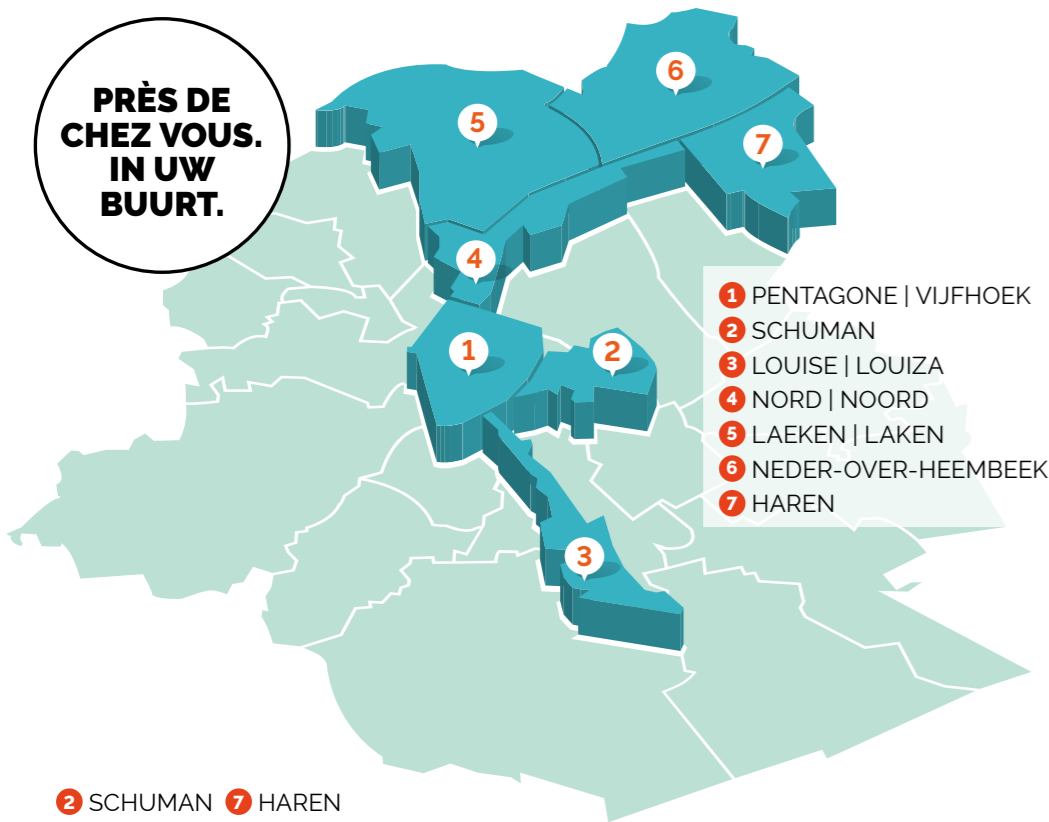 PRÈS DE
CHEZ VOUS.
IN UW
BUURT.
6
5
7
4
1
2
3
1 PENTAGONE | VIJFHOEK
2 SCHUMAN
3 LOUISE | LOUIZA
4 NORD | NOORD
5 LAEKEN | LAKEN
6 NEDER-OVER-HEEMBEEK
7 HAREN
2 SCHUMAN 7 HAREN